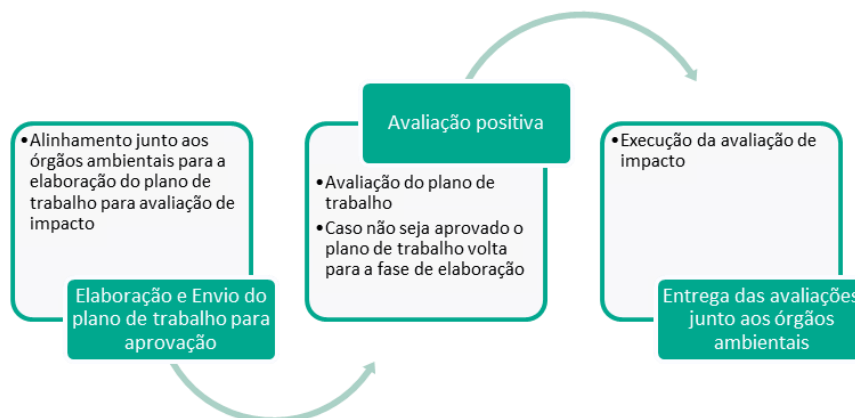 •Alinhamento junto aos
órgãos ambientais para a
elaboração do plano de
trabalho para avaliação de
impacto
Elaboração e Envio do
plano de trabalho para
aprovação
Avaliação positiva
•Avaliação do plano de
trabalho
•Caso não seja aprovado o
plano de trabalho volta
para a fase de elaboração
•Execução da avaliação de
impacto
Entrega das avaliações
junto aos órgãos
ambientais